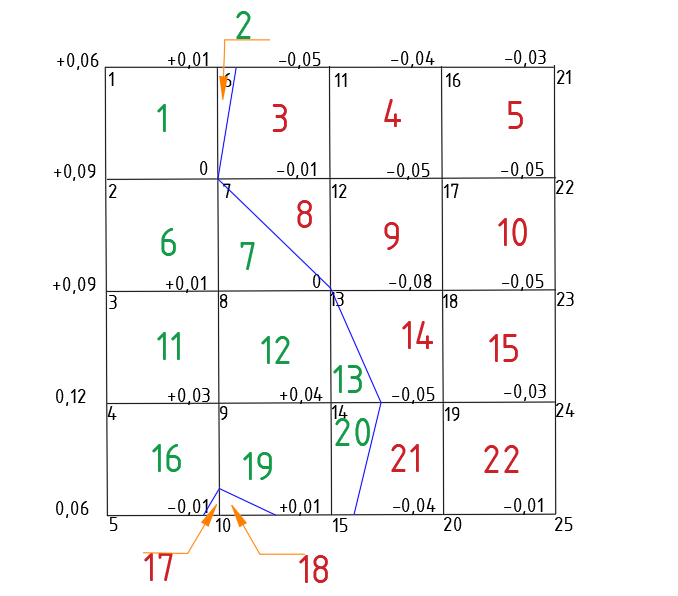 2
+0,06 +0,01 -0,05 -0,04 -0,03
1 6 11 16 21
1 3 4 5
+0,09 0 -0,01 -0,05 -0,05
2 7 12 17 22
6 7 8 9 10
+0,09 +0,01 0 -0,08 -0,05
3 8 13 18 23
11 12 13 14 15
0,12 +0,03 +0,04 -0,05 -0,03
4 9 14 19 24
16 19 20 21 22
0,06 -0,01 +0,01 -0,04 -0,01
5 10 15 20 25
17 18